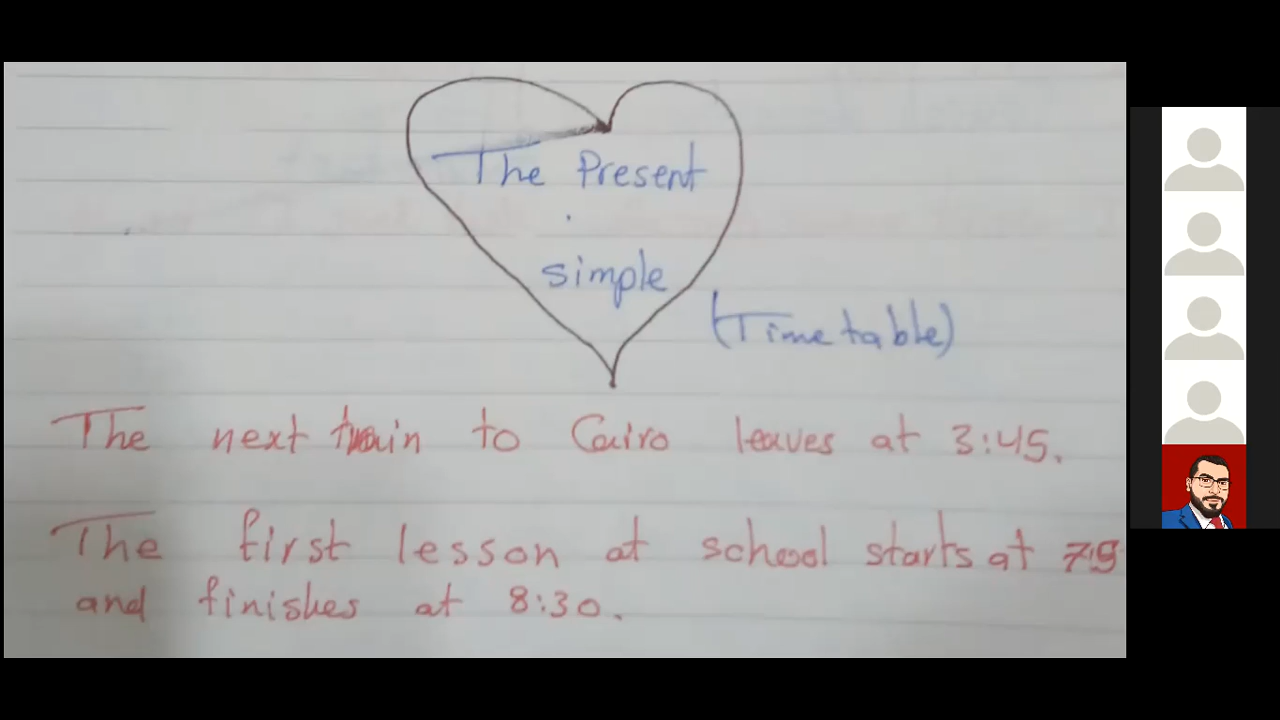 The Present
simple
(Time table)
The next train to Cairo leaves at 3:45.
The first lesson at school starts at
and finishes at 8:30.